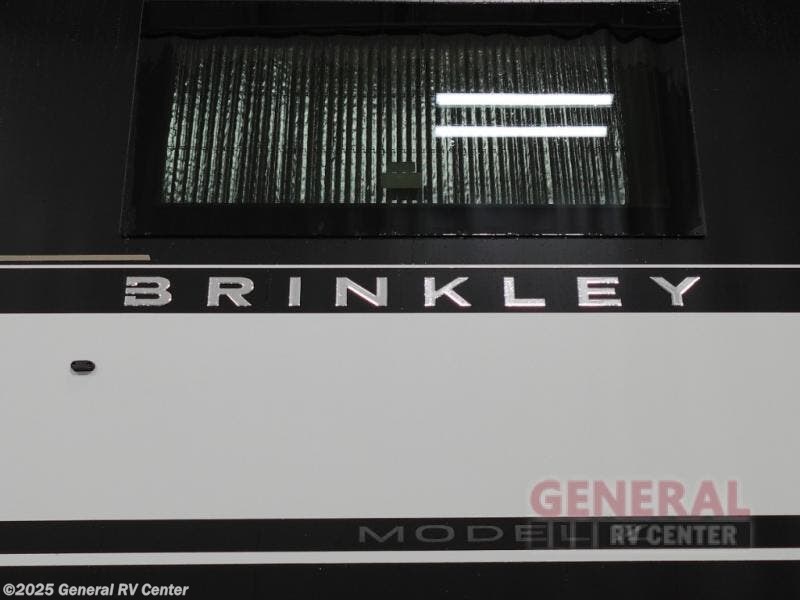 BRINKLEY
GENERAL
MODEL
RV CENTER
©2025 General RV Center